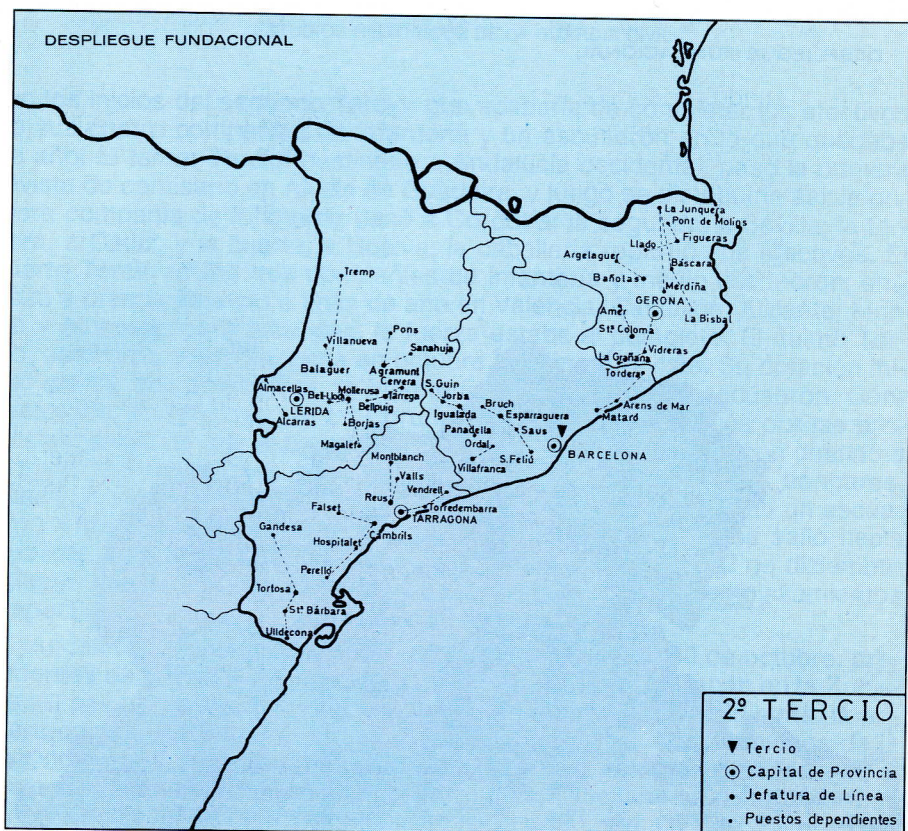 DESPLIEGUE FUNDACIONAL
La Junquera
Pont de Molins
Figueras
Llado
Argelaguer
Báscara
Bañolas
Merdiña
GERONA
La Bisbal
Amer
Stª Coloma
Vidreras
La Grañana
Tordera
Arens de Mar
Mataró
Tremp
Villanueva
Pons
Sanahuja
Balaguer
Agramunt
Cervera
Almacellas
Bell-Lloch
Mollerusa
Tárrega
Bellpuig
LERIDA
Alcarras
Borjas
Magalef
S. Guin
Jorba
Igualada
Bruch
Esparraguera
Panadella
Saus
Ordal
S. Feliú
Villafranca
BARCELONA
Montblanch
Valls
Vendrell
Reus
Torredembarra
TARRAGONA
Falset
Cambrils
Gandesa
Hospitalet
Perelló
Tortosa
Stª Bárbara
Ulldecona
2º TERCIO
Tercio
Capital de Provincia
Jefatura de Línea
Puestos dependientes